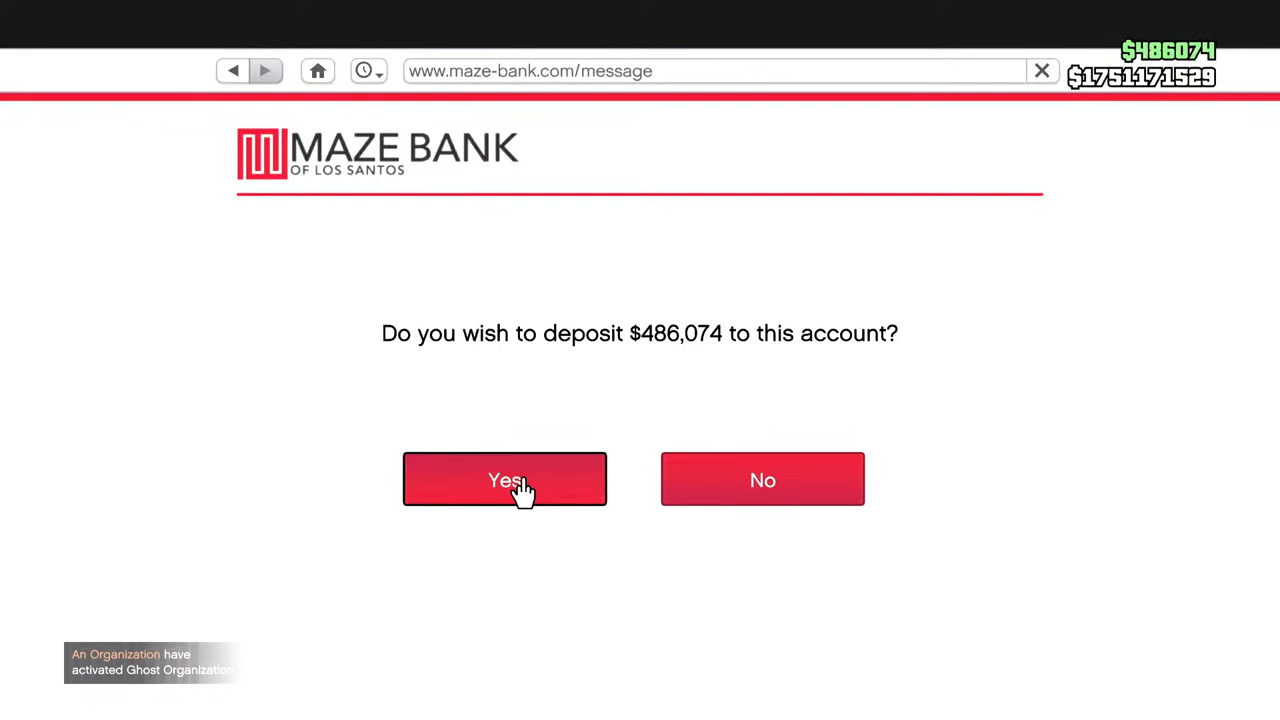 $486074
www.maze-bank.com/message
$1751171529
MAZE BANK
OF LOS SANTOS
Do you wish to deposit $486,074 to this account?
Yes
No
An Organization have
activated Ghost Organization